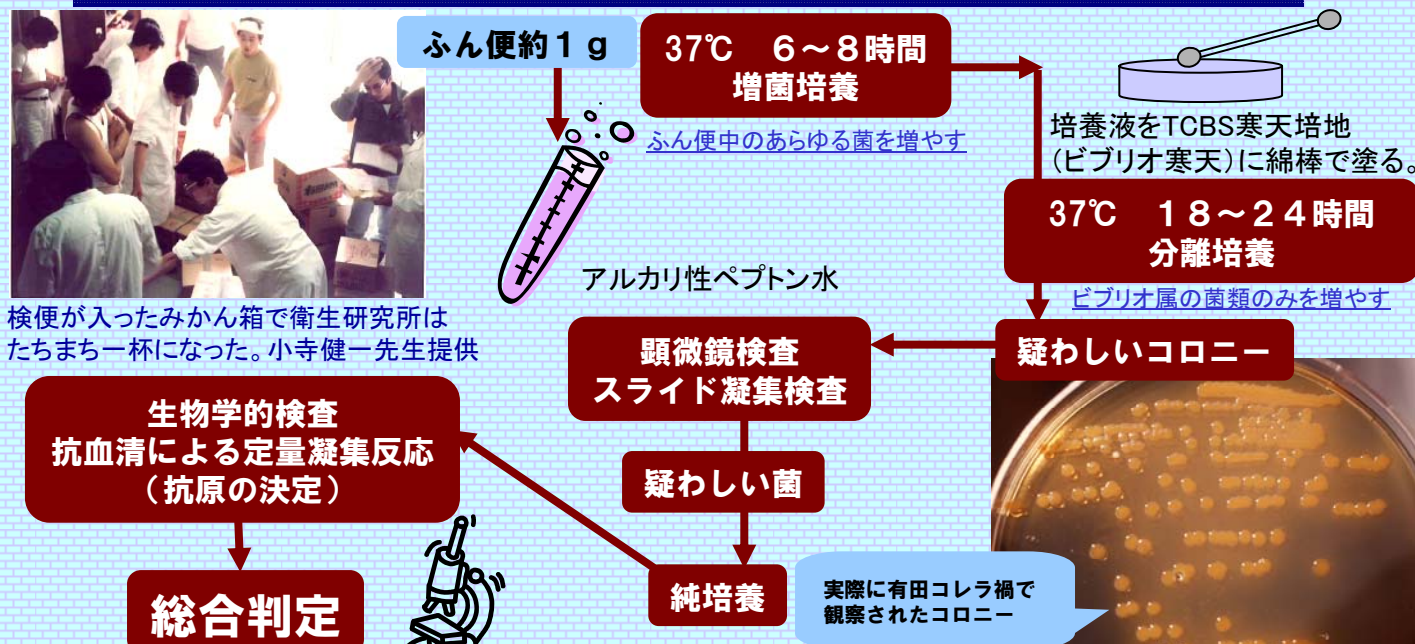 ふん便約１ｇ
37℃　６～８時間
増菌培養
ふん便中のあらゆる菌を増やす
培養液をTCBS寒天培地
（ビブリオ寒天）に綿棒で塗る。
37℃　１８～２４時間
分離培養
ビブリオ属の菌類のみを増やす
アルカリ性ペプトン水
検便が入ったみかん箱で衛生研究所は
たちまち一杯になった。小寺健一先生提供
疑わしいコロニー
顕微鏡検査
スライド凝集検査
疑わしい菌
純培養
生物学的検査
抗血清による定量凝集反応
（抗原の決定）
総合判定
実際に有田コレラ禍で
観察されたコロニー